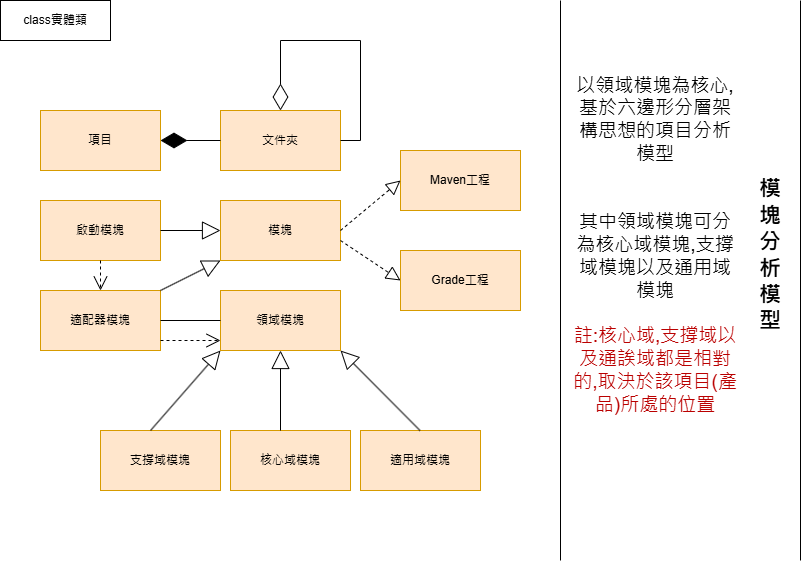 class實體類
項目
文件夾
Maven工程
啟動模塊
模塊
Grade工程
適配器模塊
領域模塊
支撐域模塊
核心域模塊
適用域模塊
以領域模塊為核心,
基於六邊形分層架
構思想的項目分析
模型
其中領域模塊可分
為核心域模塊,支撐
域模塊以及通用域
模塊
註:核心域,支撐域以
及通誒域都是相對
的,取決於該項目(產
品)所處的位置
模塊分析模型